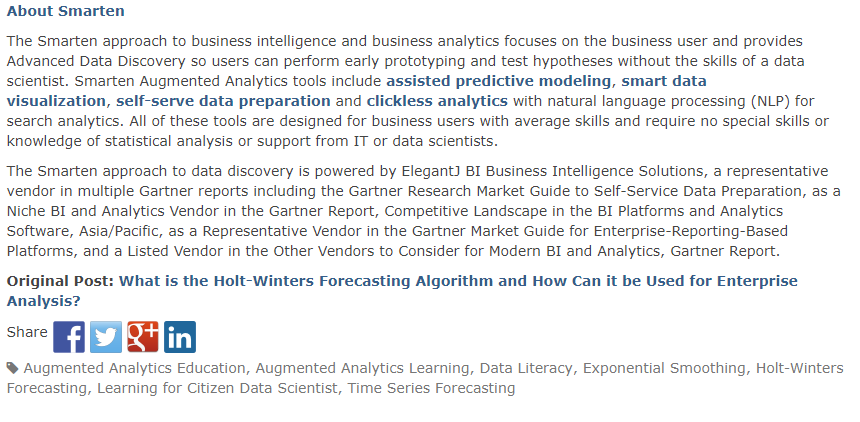 About Smarten
The Smarten approach to business intelligence and business analytics focuses on the business user and provides
Advanced Data Discovery so users can perform early prototyping and test hypotheses without the skills of a data
scientist. Smarten Augmented Analytics tools include assisted predictive modeling, smart data
visualization, self-serve data preparation and clickless analytics with natural language processing (NLP) for
search analytics. All of these tools are designed for business users with average skills and require no special skills or
knowledge of statistical analysis or support from IT or data scientists.
The Smarten approach to data discovery is powered by ElegantJ BI Business Intelligence Solutions, a representative
vendor in multiple Gartner reports including the Gartner Research Market Guide to Self-Service Data Preparation, as a
Niche BI and Analytics Vendor in the Gartner Report, Competitive Landscape in the BI Platforms and Analytics
Software, Asia/Pacific, as a Representative Vendor in the Gartner Market Guide for Enterprise-Reporting-Based
Platforms, and a Listed Vendor in the Other Vendors to Consider for Modern BI and Analytics, Gartner Report.
Original Post: What is the Holt-Winters Forecasting Algorithm and How Can it be Used for Enterprise
Analysis?
Share f g+ in
Augmented Analytics Education, Augmented Analytics Learning, Data Literacy, Exponential Smoothing, Holt-Winters
Forecasting, Learning for Citizen Data Scientist, Time Series Forecasting